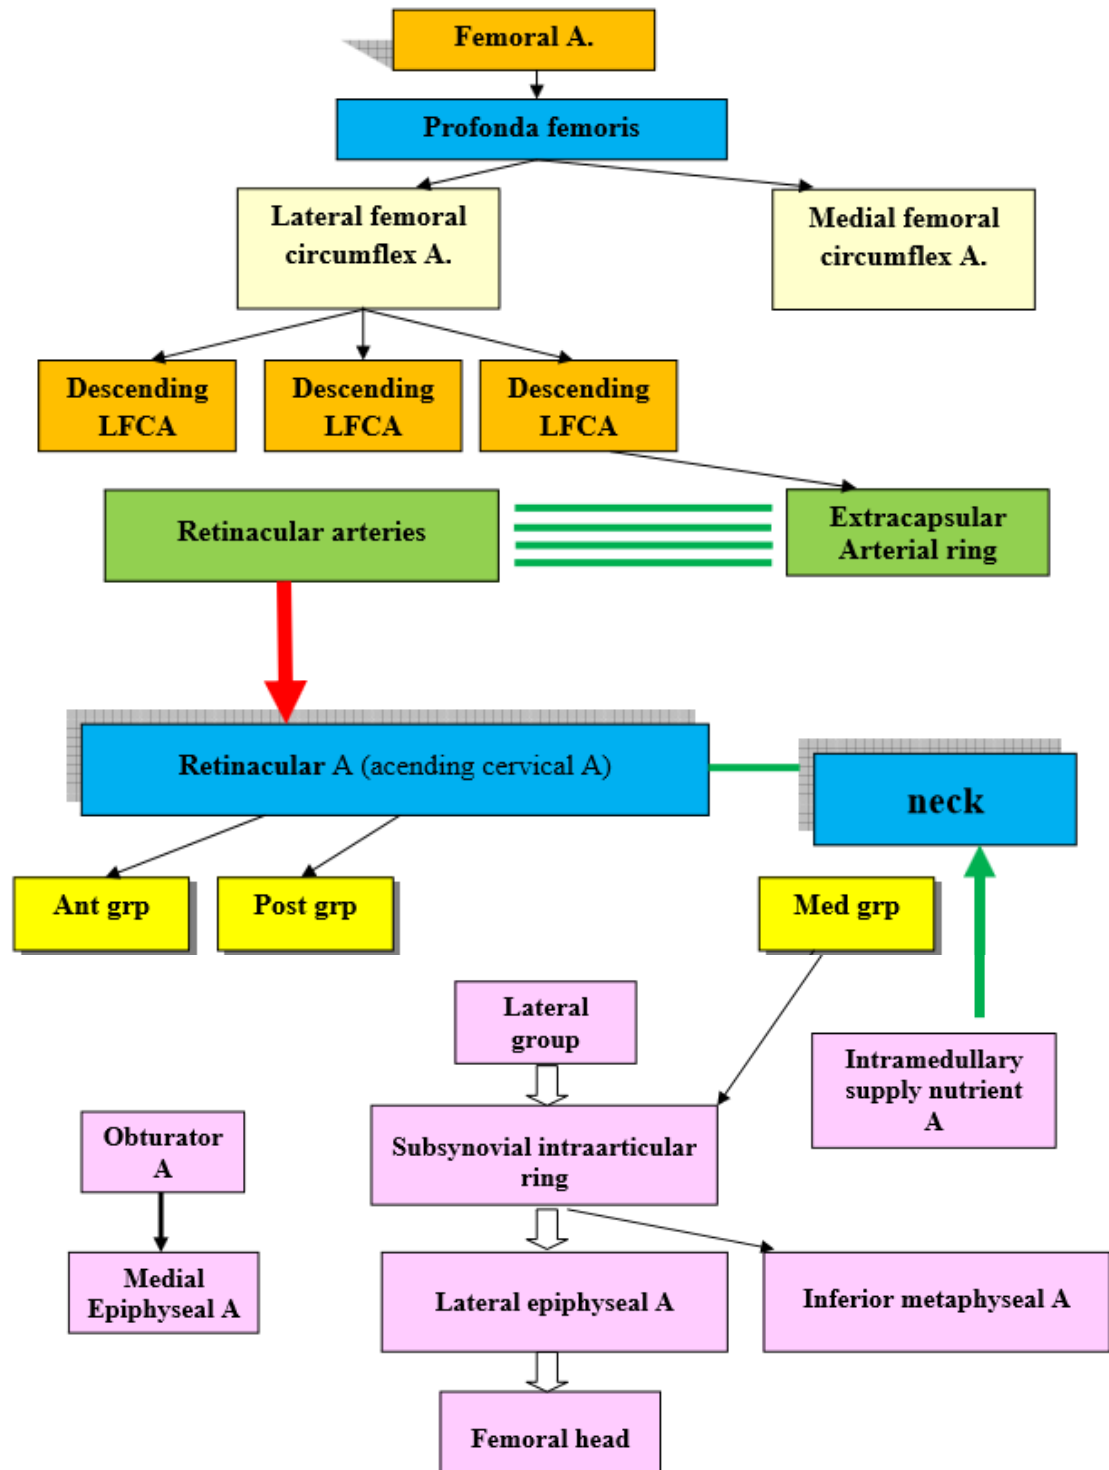 Femoral A.
Profonda femoris
Lateral femoral
circumflex A.
Medial femoral
circumflex A.
Descending
LFCA
Descending
LFCA
Descending
LFCA
Retinacular arteries
Extracapsular
Arterial ring
Retinacular A (acending cervical A)
neck
Ant grp
Post grp
Med grp
Lateral
group
Intramedullary
supply nutrient
A
Obturator
A
Subsynovial intraarticular
ring
Medial
Epiphyseal A
Lateral epiphyseal A
Inferior metaphyseal A
Femoral head